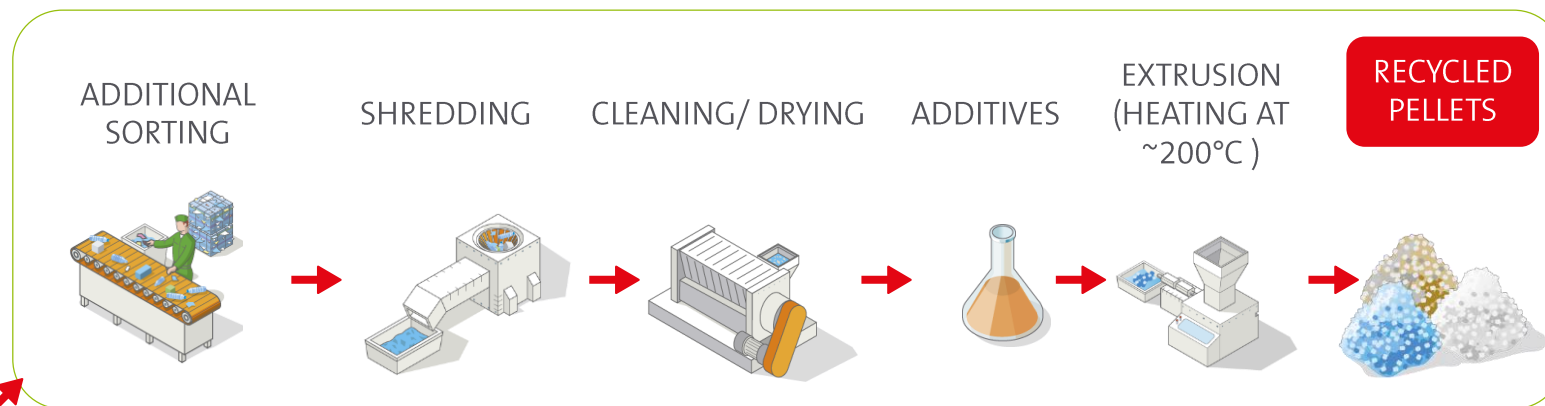 ADDITIONAL
SORTING
SHREDDING
CLEANING/ DRYING
ADDITIVES
EXTRUSION
(HEATING AT
~200°C )
RECYCLED
PELLETS